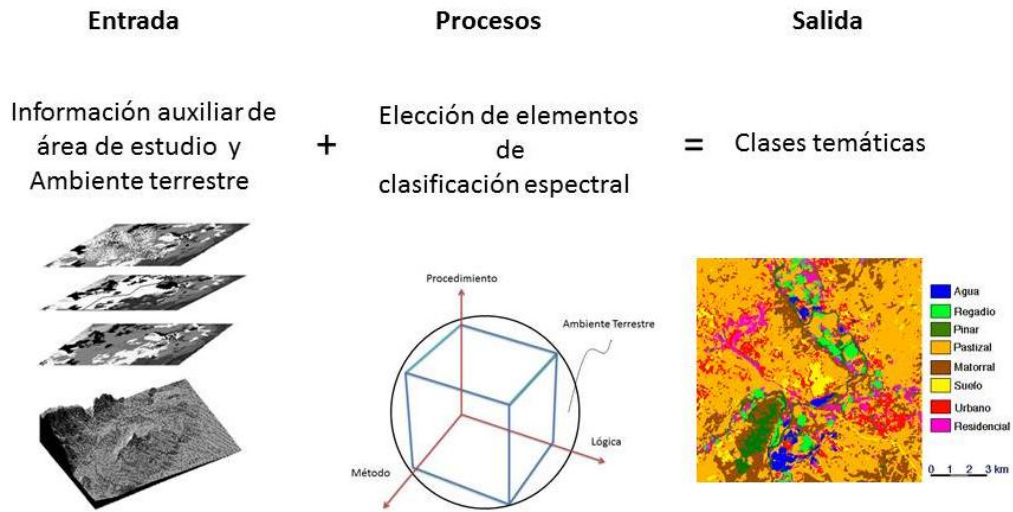 Entrada
Procesos
Salida
Información auxiliar de
área de estudio y
Ambiente terrestre
+
Elección de elementos
de
clasificación espectral
=
Clases temáticas
Procedimiento
Ambiente Terrestre
Lógica
Método
Agua
Regadio
Pinar
Pastizal
Matorral
Suelo
Urbano
Residencial
0 1 2 3 km